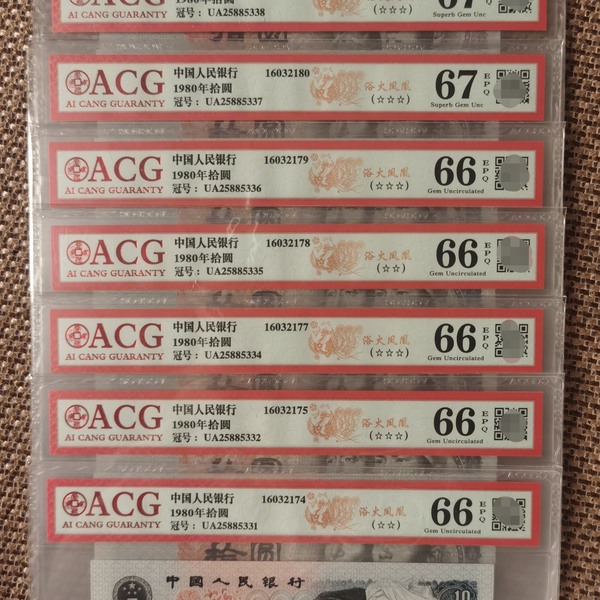 ACG
AI CANG GUARANTY
1980年拾圆
冠号：UA25885338
(☆☆☆)
67
Superb Gem Unc
ACG
AI CANG GUARANTY
中国人民银行 16032180
1980年拾圆
冠号：UA25885337
浴火凤凰
(☆☆☆)
67
EPQ
Superb Gem Unc
ACG
AI CANG GUARANTY
中国人民银行 16032179
1980年拾圆
冠号：UA25885336
浴火凤凰
(☆☆☆)
66
EPQ
Gem Uncirculated
ACG
AI CANG GUARANTY
中国人民银行 16032178
1980年拾圆
冠号：UA25885335
浴火凤凰
(☆☆)
66
EPQ
Gem Uncirculated
ACG
AI CANG GUARANTY
中国人民银行 16032177
1980年拾圆
冠号：UA25885334
浴火凤凰
(☆☆☆)
66
EPQ
Gem Uncirculated
ACG
AI CANG GUARANTY
中国人民银行 16032175
1980年拾圆
冠号：UA25885332
浴火凤凰
(☆☆☆)
66
EPQ
Gem Uncirculated
ACG
AI CANG GUARANTY
中国人民银行 16032174
1980年拾圆
冠号：UA25885331
浴火凤凰
(☆☆)
66
EPQ
Gem Uncirculated
拾圆
中国人民银行
10